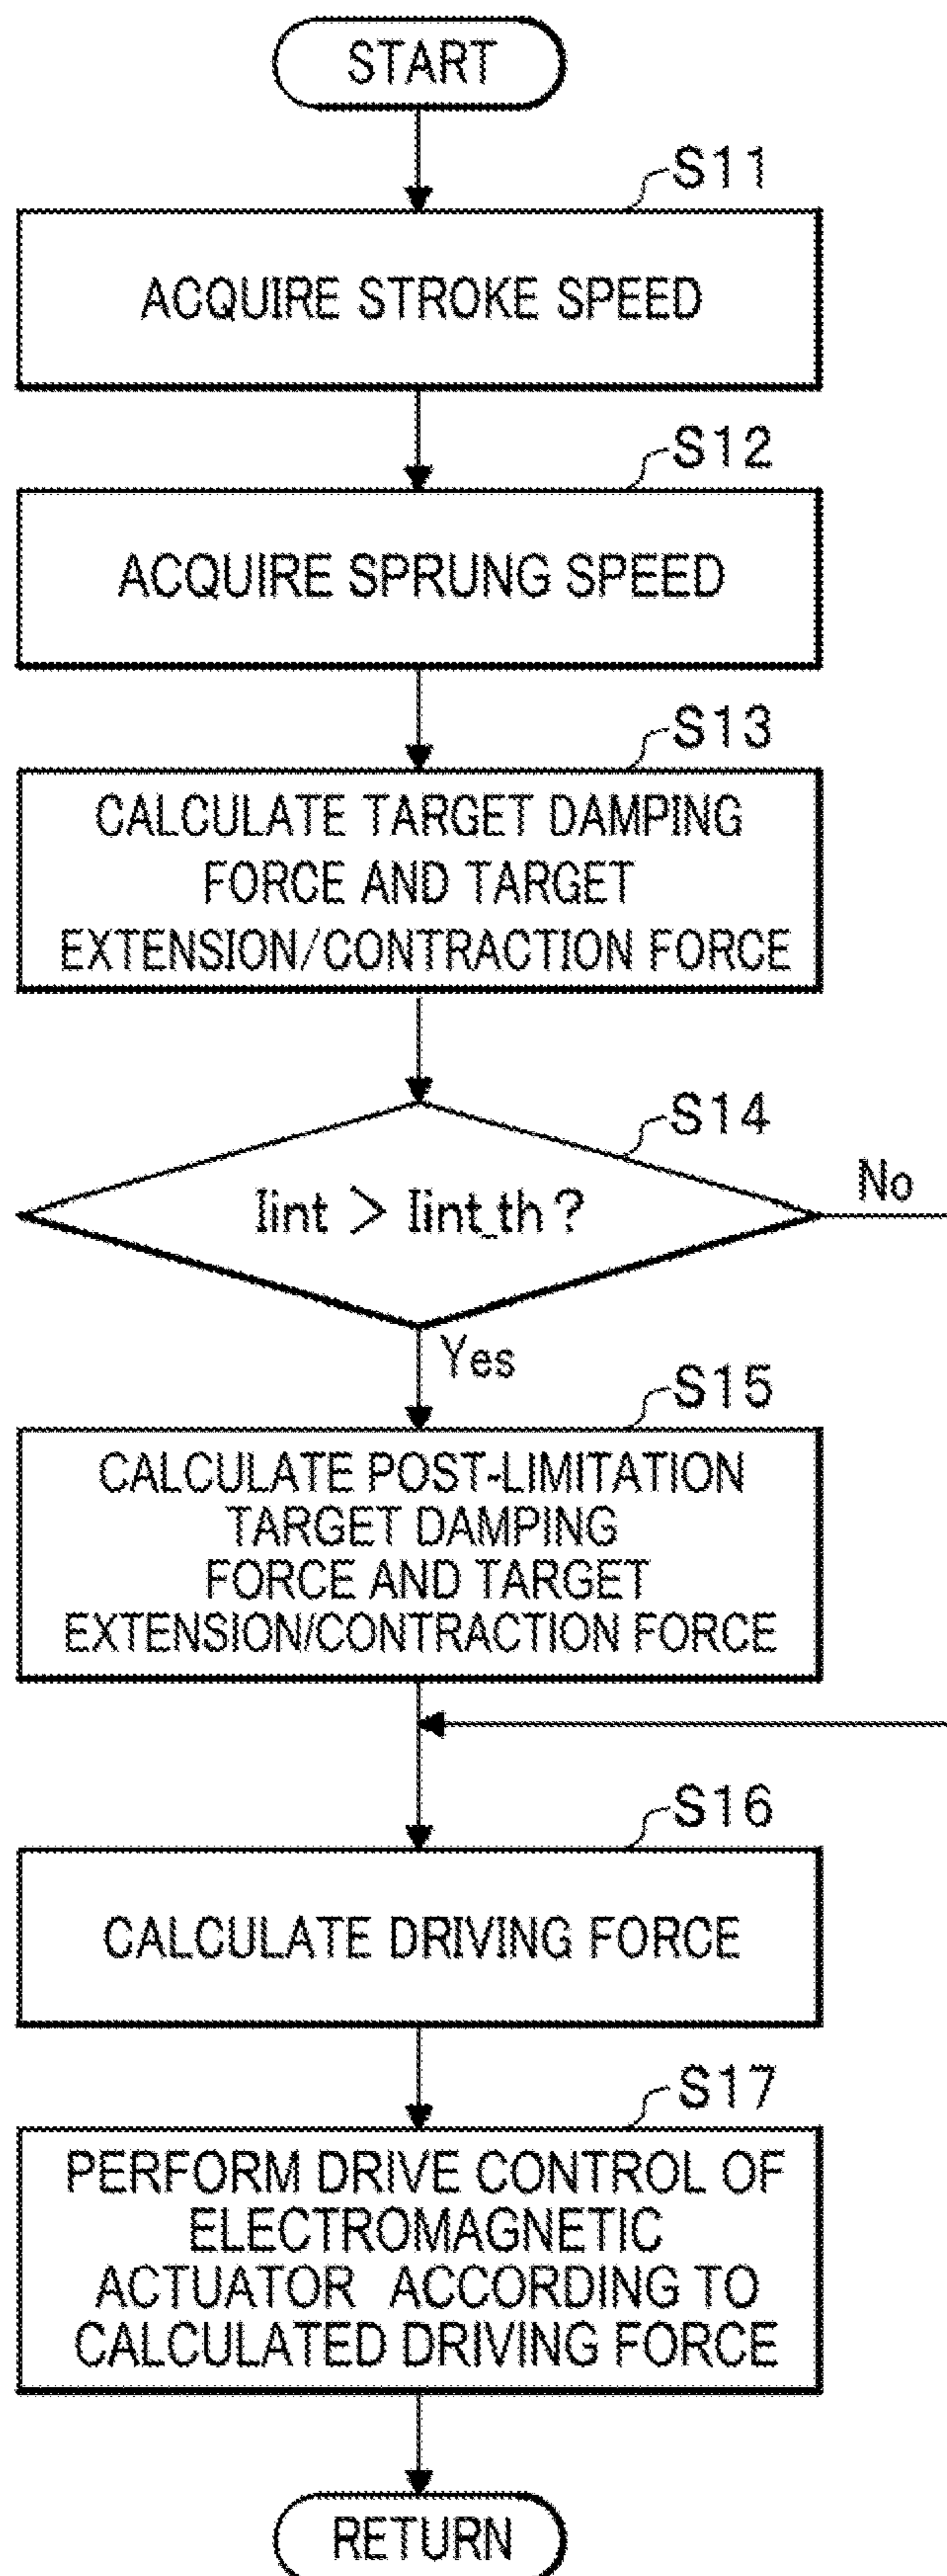 START
S11
ACQUIRE STROKE SPEED
S12
ACQUIRE SPRUNG SPEED
S13
CALCULATE TARGET DAMPING
FORCE AND TARGET
EXTENSION/CONTRACTION FORCE
S14
Iint > Iint_th?
No
Yes
S15
CALCULATE POST-LIMITATION
TARGET DAMPING
FORCE AND TARGET
EXTENSION/CONTRACTION FORCE
S16
CALCULATE DRIVING FORCE
S17
PERFORM DRIVE CONTROL OF
ELECTROMAGNETIC
ACTUATOR ACCORDING TO
CALCULATED DRIVING FORCE
RETURN